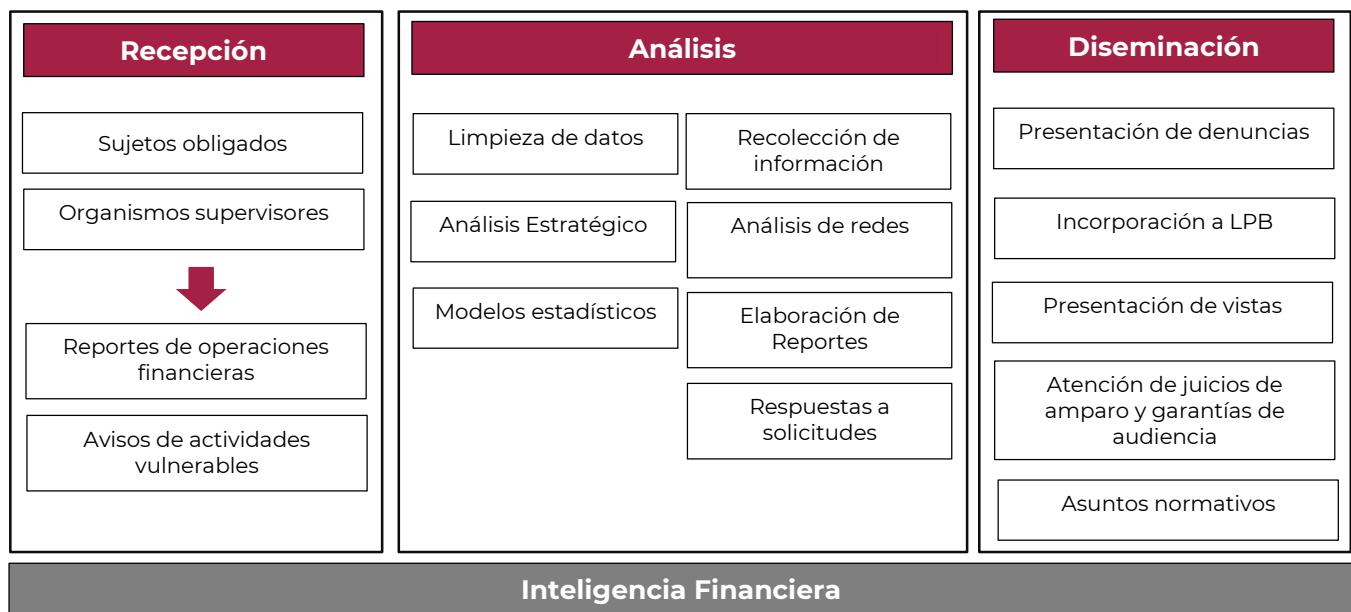 Recepción
Sujetos obligados
Organismos supervisores
Reportes de operaciones
financieras
Avisos de actividades
vulnerables
Análisis
Limpieza de datos
Análisis Estratégico
Modelos estadísticos
Recolección de
información
Análisis de redes
Elaboración de
Reportes
Respuestas a
solicitudes
Diseminación
Presentación de denuncias
Incorporación a LPB
Presentación de vistas
Atención de juicios de
amparo y garantías de
audiencia
Asuntos normativos
Inteligencia Financiera